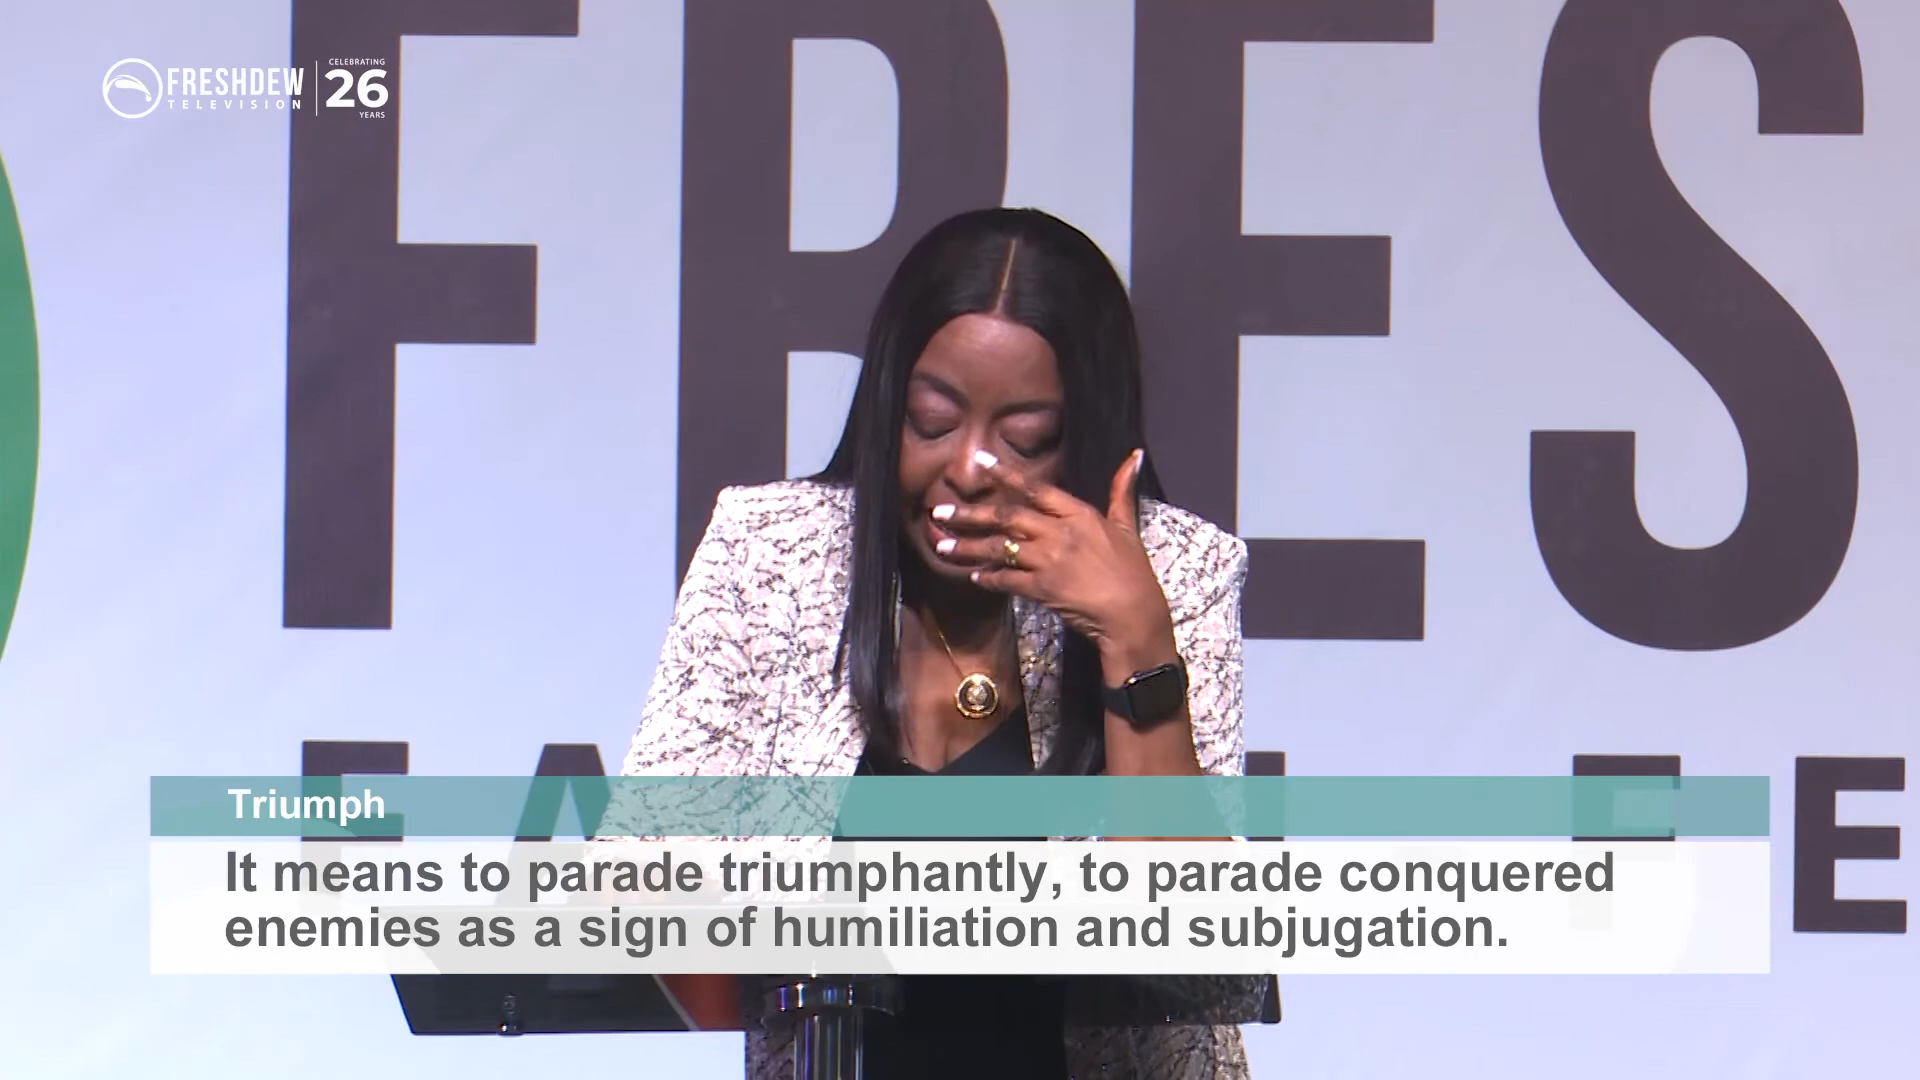 FRES
FRESHDEW
TELEVISION
CELEBRATING
26
YEARS
Triumph
It means to parade triumphantly, to parade conquered
enemies as a sign of humiliation and subjugation.